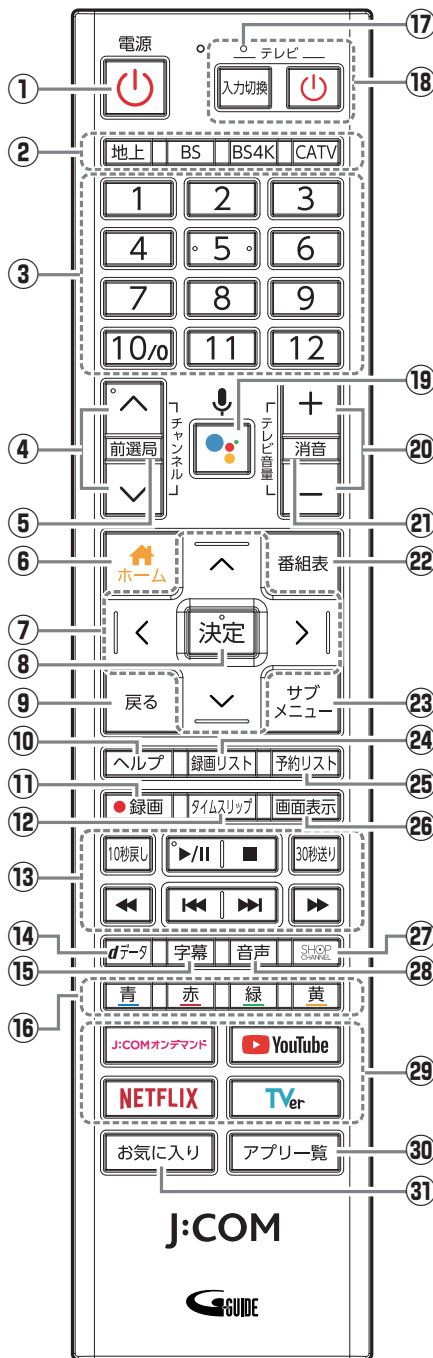 ⑰
電源
テレビ
① 入力切換 ⑱
② 地上 BS BS4K CATV
1 2 3
③ 4 5 6
7 8 9
10/0 11 12
⑲
④ チャンネル テレビ音量 + ⑳
前選局 消音
⑤ − ㉑
⑥ ホーム 番組表 ㉒
⑦
⑧ 決定
⑨ 戻る サブメニュー ㉓
⑩ ㉔
ヘルプ 録画リスト 予約リスト
⑪ ㉕
録画 タイムスリップ 画面表示
⑫ ㉖
⑬ 10秒戻し 30秒送り
⑭ ㉗
dデータ 字幕 音声 SHOP CHANNEL
⑮ ㉘
⑯ 青 赤 緑 黄
J:COMオンデマンド YouTube
㉙
NETFLIX TVer
お気に入り アプリ一覧 ㉚
㉛
J:COM
G-GUIDE